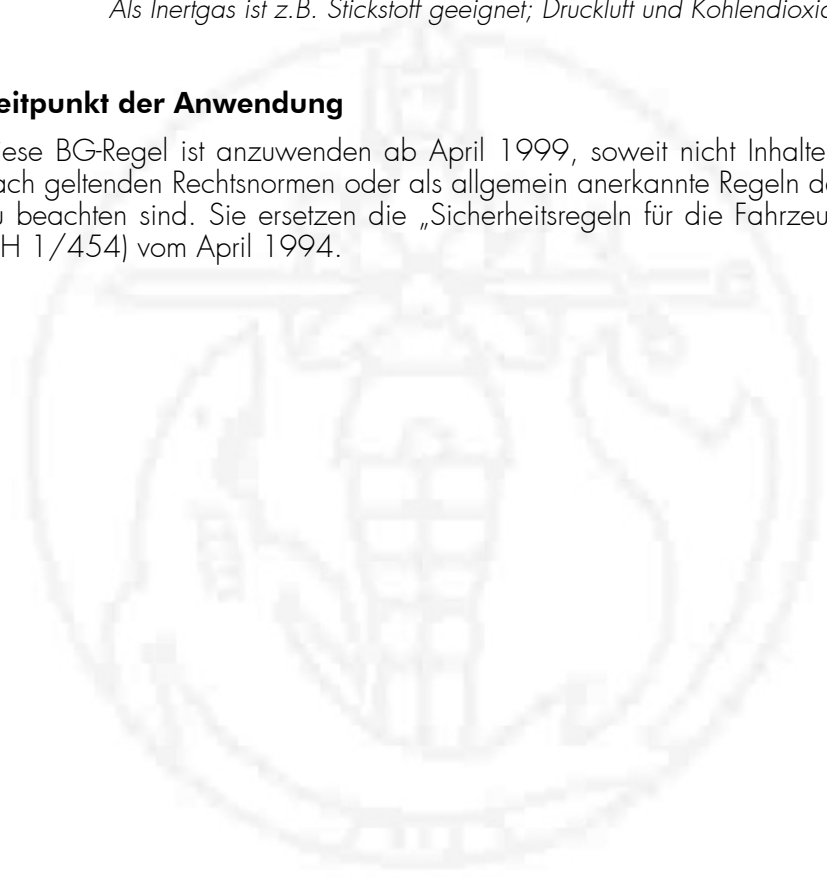 Als Inertgas ist z.B. Stickstoff geeignet; Druckluft und Kohlendioxid
eitpunkt der Anwendung
iese BG-Regel ist anzuwenden ab April 1999, soweit nicht Inhalte
ach geltenden Rechtsnormen oder als allgemein anerkannte Regeln de
u beachten sind. Sie ersetzen die „Sicherheitsregeln für die Fahrzeu
H 1/454) vom April 1994.